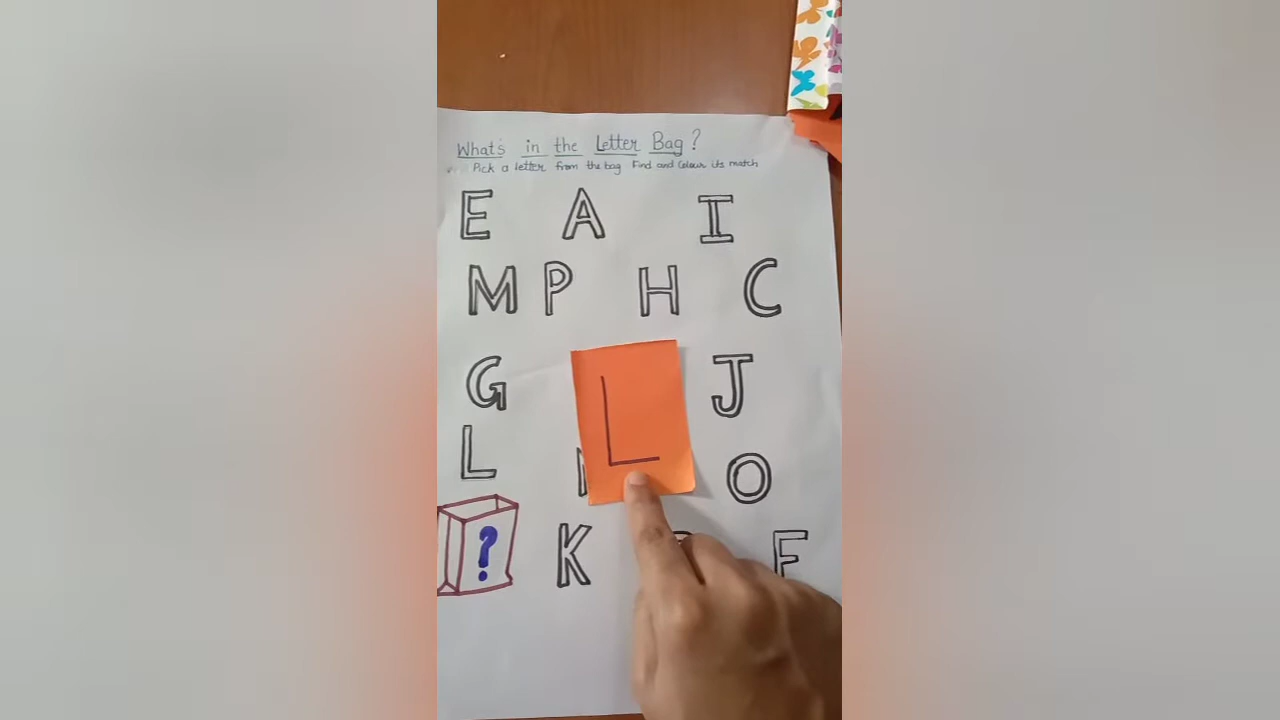 What's in the Letter Bag?
Pick a letter from the bag Find and Colour its match
E A I
M P H C
G J
L O
L
? K F